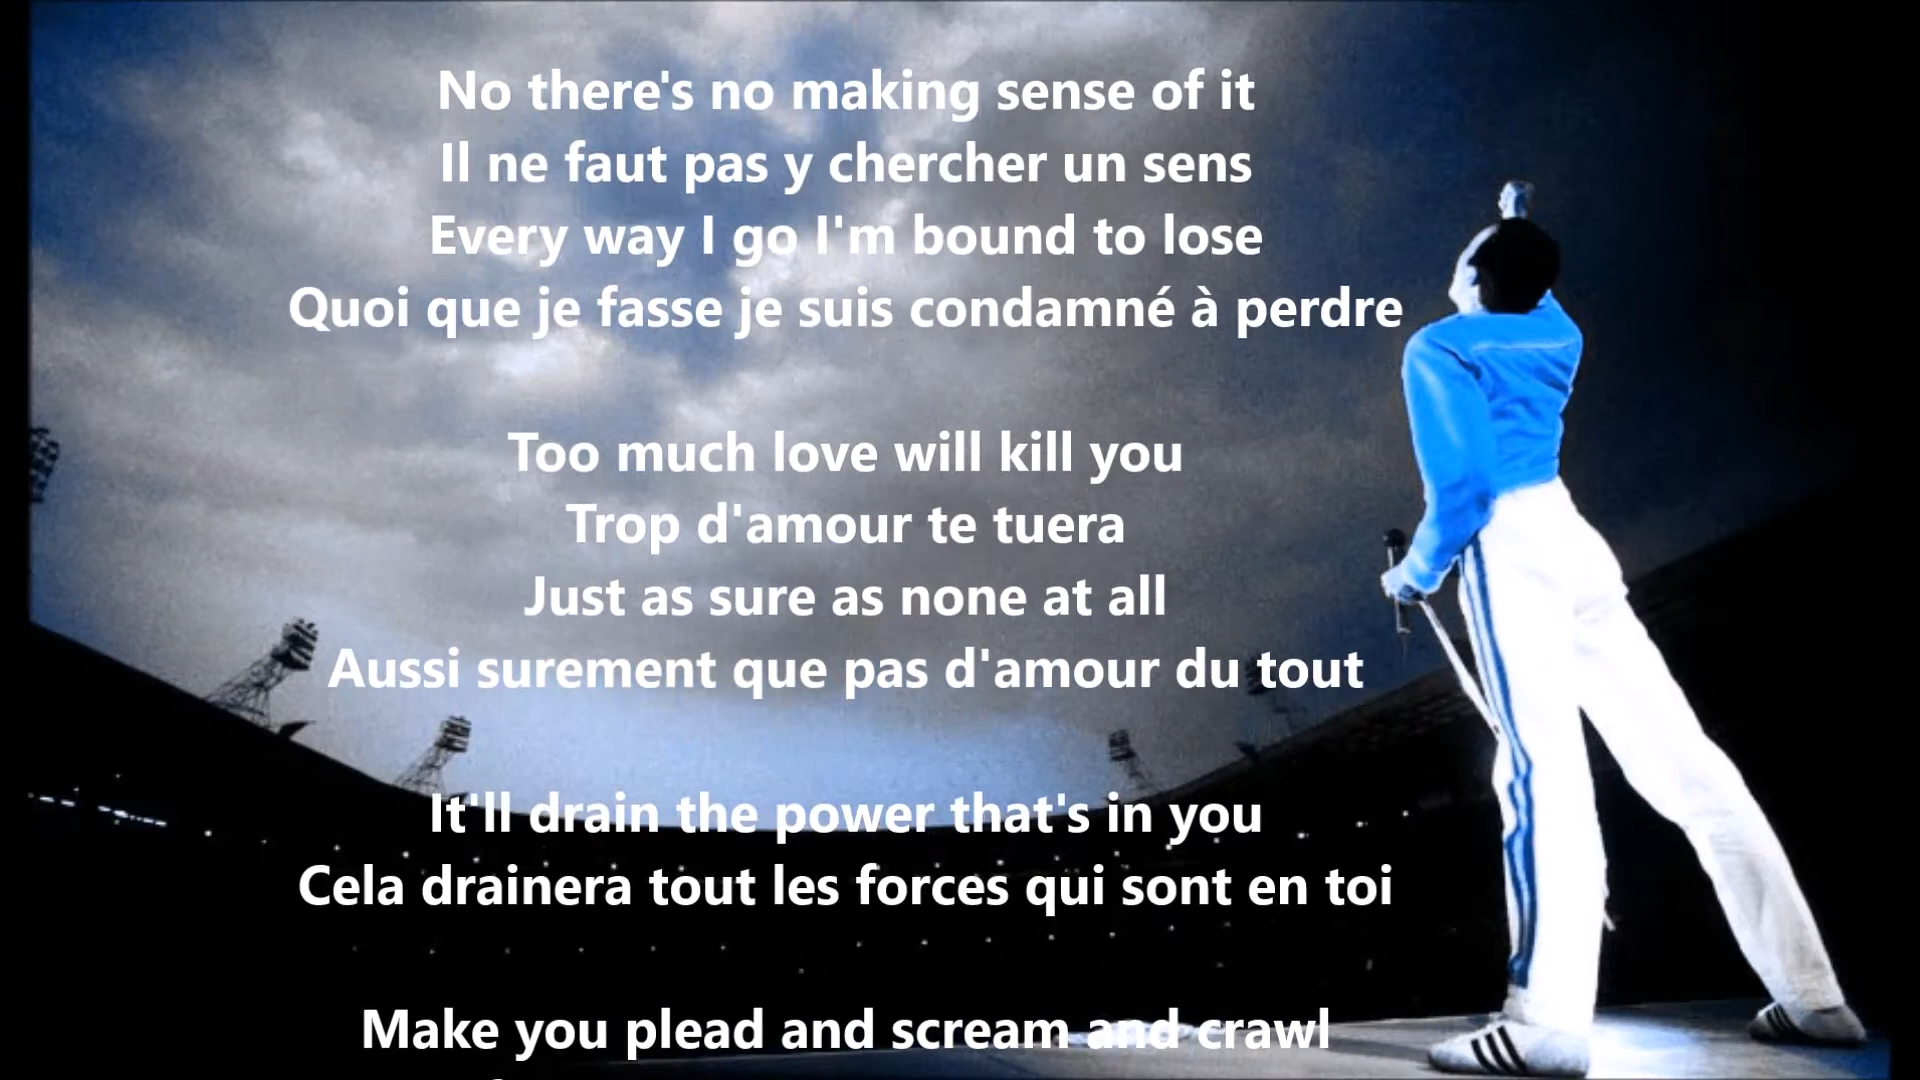 No there's no making sense of it
Il ne faut pas y chercher un sens
Every way I go I'm bound to lose
Quoi que je fasse je suis condamné à perdre
Too much love will kill you
Trop d'amour te tuera
Just as sure as none at all
Aussi surement que pas d'amour du tout
It'll drain the power that's in you
Cela drainera tout les forces qui sont en toi
Make you plead and scream and crawl